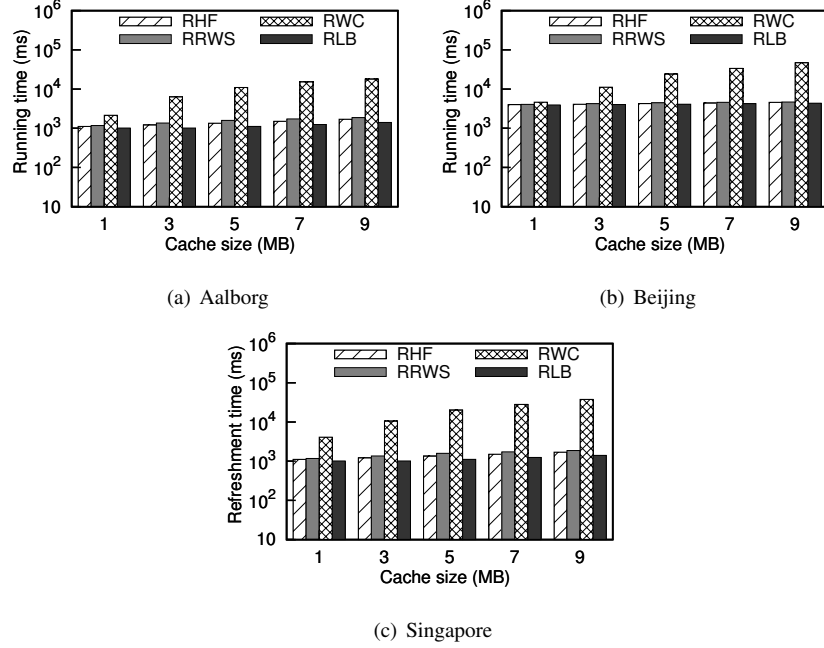 10^6
10^5
10^4
10^3
10^2
10
Running time (ms)
RHF
RRWS
RWC
RLB
1 3 5 7 9
Cache size (MB)
(a) Aalborg
10^6
10^5
10^4
10^3
10^2
10
Running time (ms)
RHF
RRWS
RWC
RLB
1 3 5 7 9
Cache size (MB)
(b) Beijing
10^6
10^5
10^4
10^3
10^2
10
Refreshment time (ms)
RHF
RRWS
RWC
RLB
1 3 5 7 9
Cache size (MB)
(c) Singapore